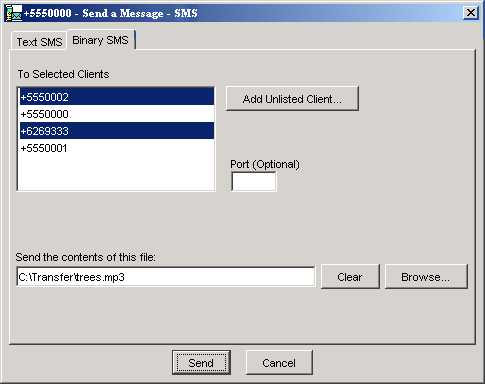 +5550000 - Send a Message - SMS
Text SMS
Binary SMS
To Selected Clients
+5550002
+5550000
+6269333
+5550001
Add Unlisted Client...
Port (Optional)
Send the contents of this file:
C:\Transfer\trees.mp3
Clear
Browse...
Send
Cancel